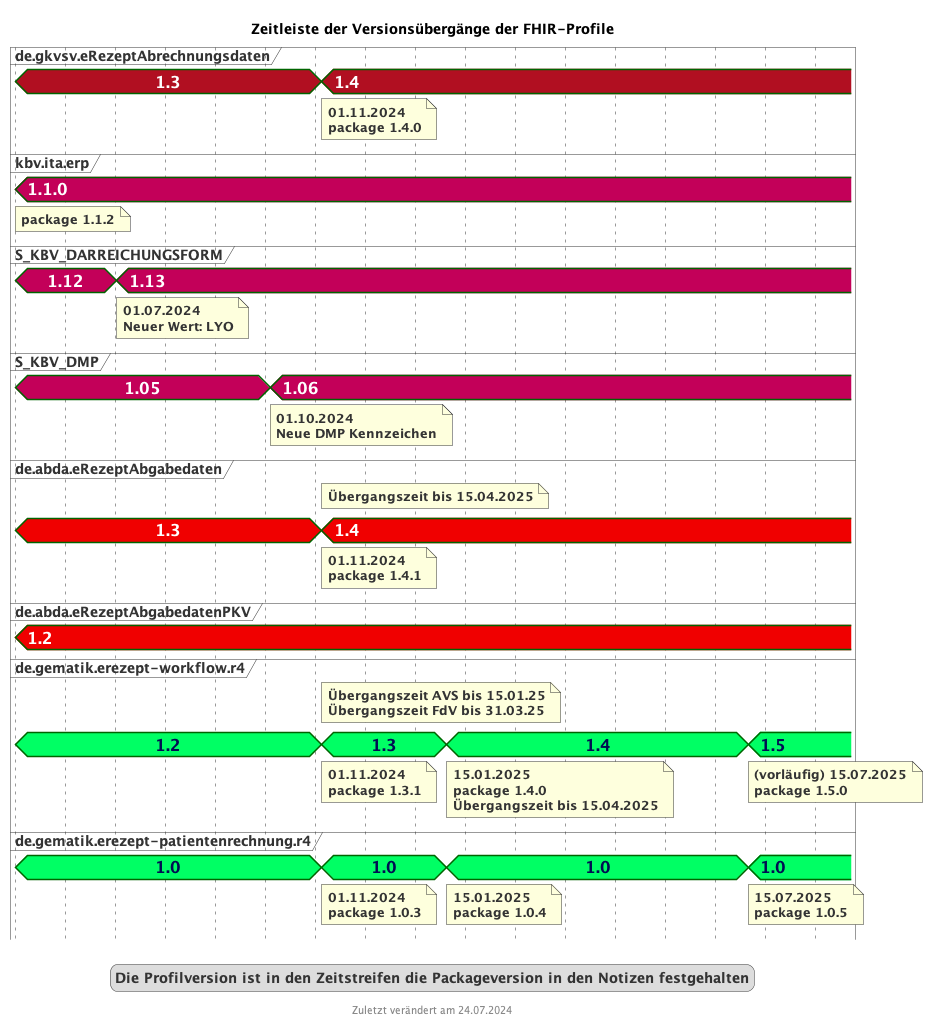 Zeitleiste der Versionsübergänge der FHIR-Profile
de.gkvsv.eRezeptAbrechnungsdaten
1.3
1.4
01.11.2024
package 1.4.0
kbv.ita.erp
1.1.0
package 1.1.2
S_KBV_DARREICHUNGSFORM
1.12
1.13
01.07.2024
Neuer Wert: LYO
S_KBV_DMP
1.05
1.06
01.10.2024
Neue DMP Kennzeichen
de.abda.eRezeptAbgabedaten
Übergangszeit bis 15.04.2025
1.3
1.4
01.11.2024
package 1.4.1
de.abda.eRezeptAbgabedatenPKV
1.2
de.gematik.erezept-workflow.r4
Übergangszeit AVS bis 15.01.25
Übergangszeit FdV bis 31.03.25
1.2
1.3
1.4
1.5
01.11.2024
package 1.3.1
15.01.2025
package 1.4.0
Übergangszeit bis 15.04.2025
(vorläufig) 15.07.2025
package 1.5.0
de.gematik.erezept-patientenrechnung.r4
1.0
1.0
1.0
1.0
01.11.2024
package 1.0.3
15.01.2025
package 1.0.4
15.07.2025
package 1.0.5
Die Profilversion ist in den Zeitstreifen die Packageversion in den Notizen festgehalten
Zuletzt verändert am 24.07.2024